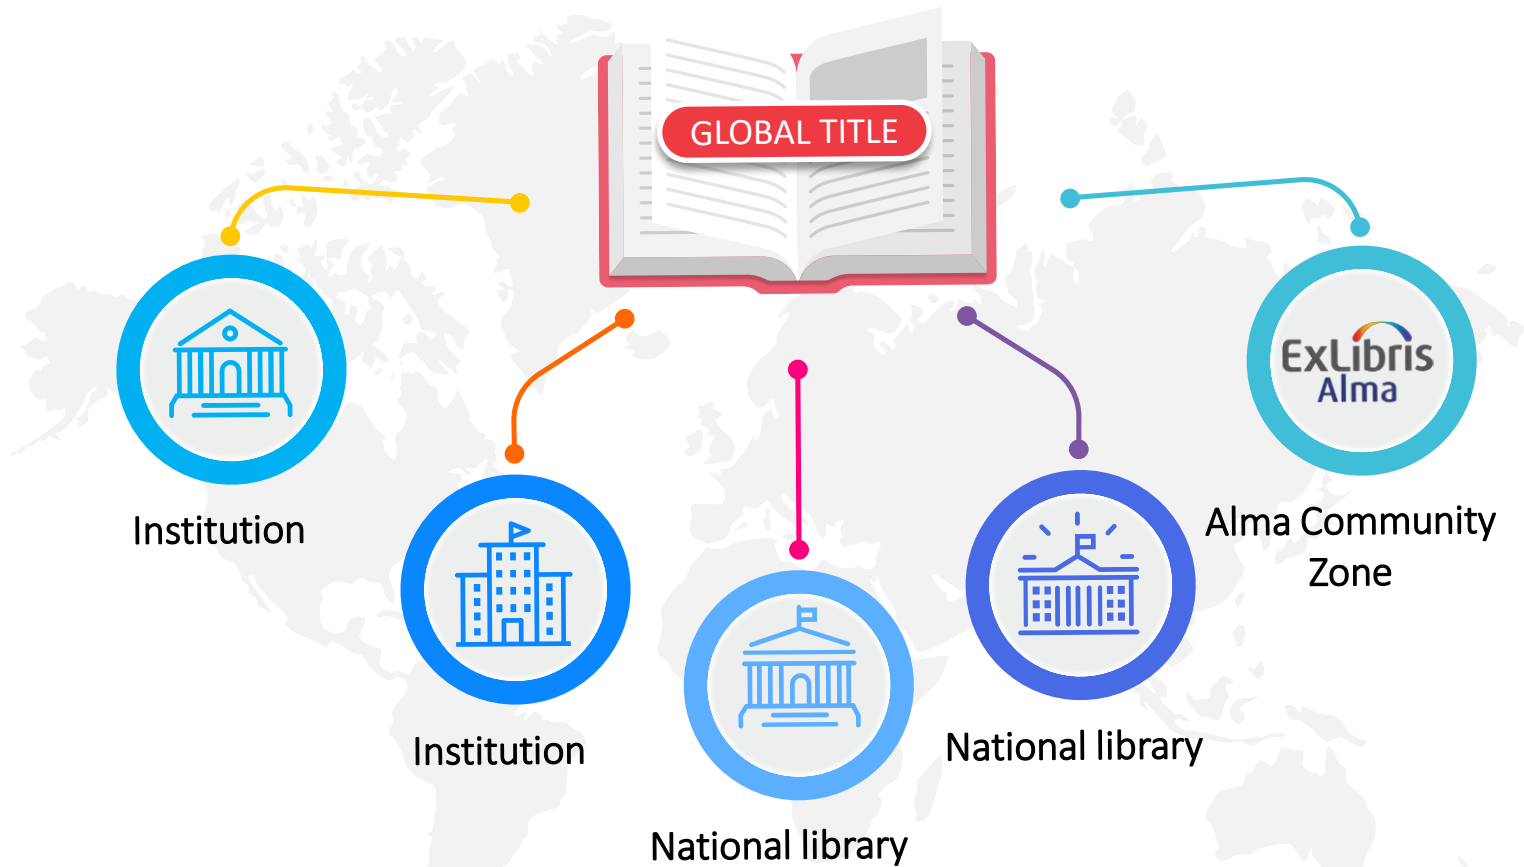 GLOBAL TITLE
ExLibris
Alma
Institution
Alma Community
Zone
Institution
National library
National library